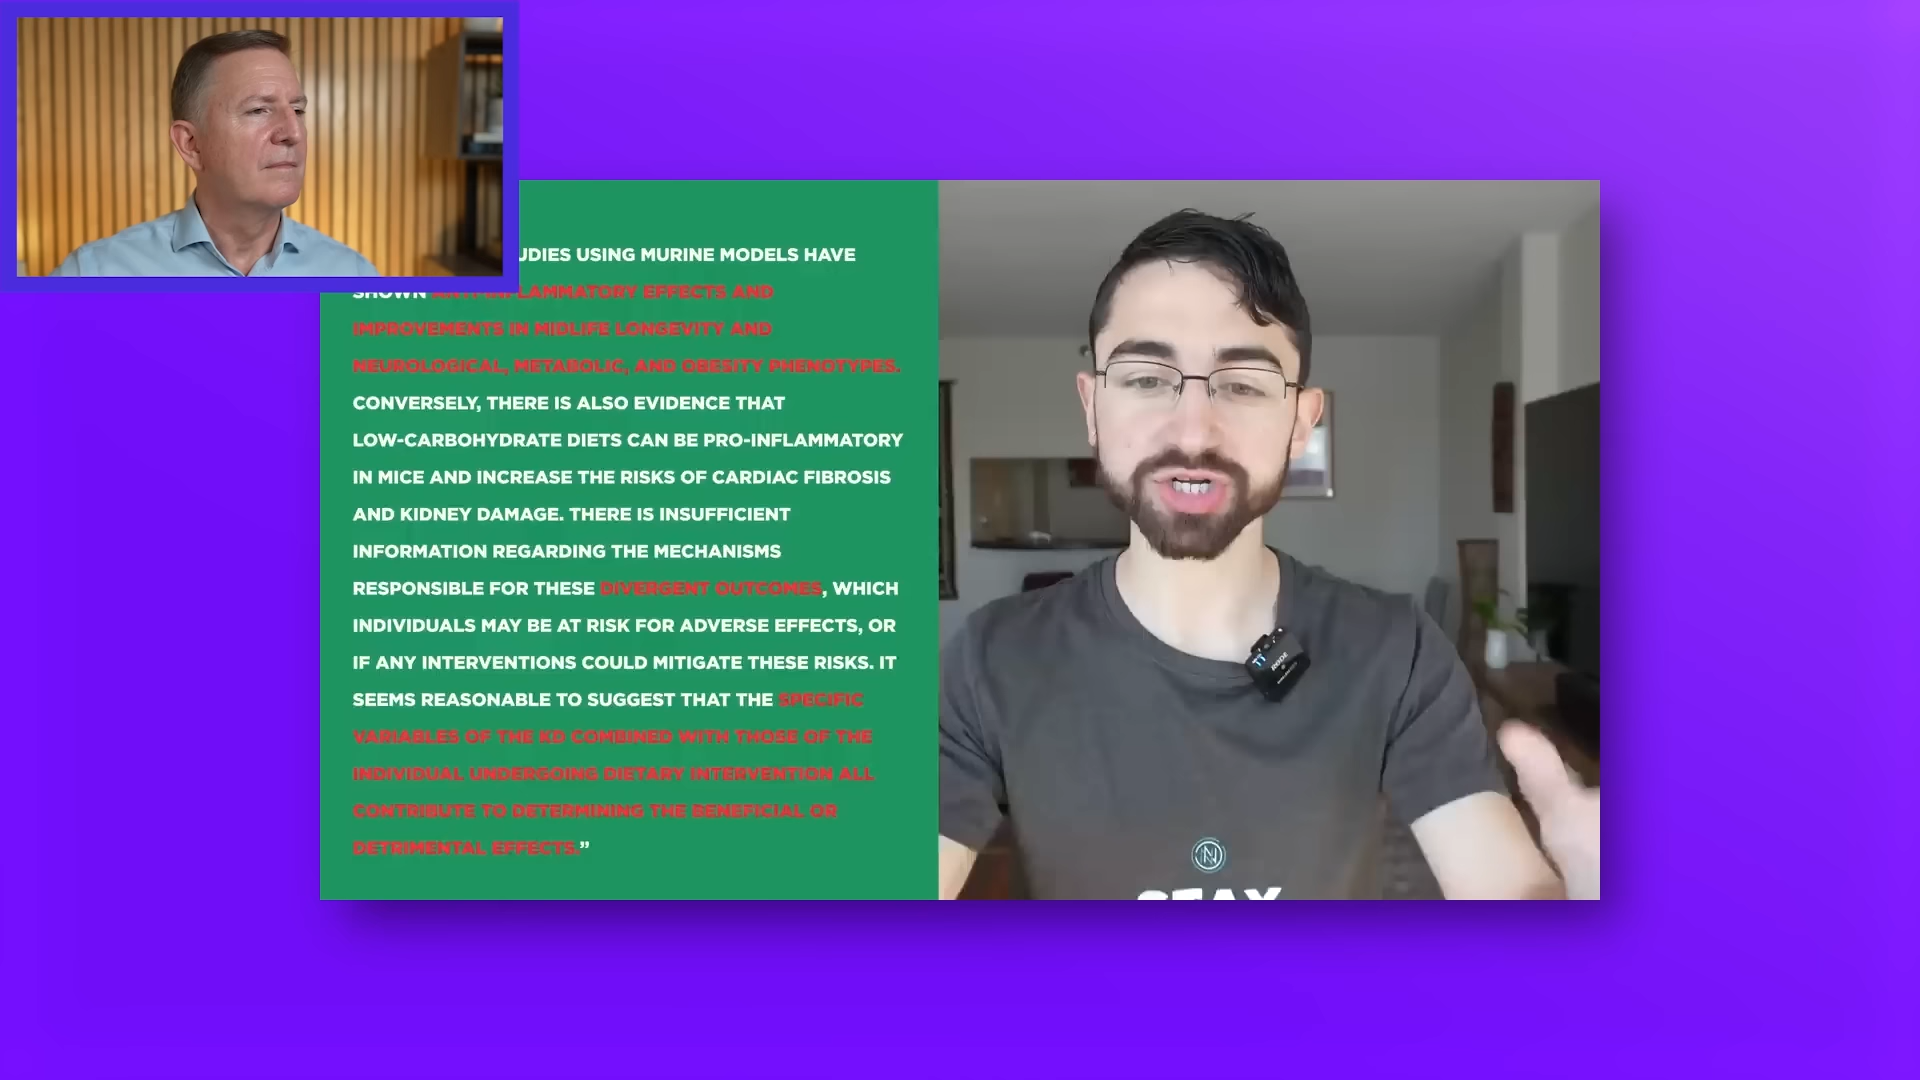 UDIES USING MURINE MODELS HAVE
SHOWN ANTI-INFLAMMATORY EFFECTS AND
IMPROVEMENTS IN MIDLIFE LONGEVITY AND
NEUROLOGICAL, METABOLIC, AND OBESITY PHENOTYPES.
CONVERSELY, THERE IS ALSO EVIDENCE THAT
LOW-CARBOHYDRATE DIETS CAN BE PRO-INFLAMMATORY
IN MICE AND INCREASE THE RISKS OF CARDIAC FIBROSIS
AND KIDNEY DAMAGE. THERE IS INSUFFICIENT
INFORMATION REGARDING THE MECHANISMS
RESPONSIBLE FOR THESE DIVERGENT OUTCOMES, WHICH
INDIVIDUALS MAY BE AT RISK FOR ADVERSE EFFECTS, OR
IF ANY INTERVENTIONS COULD MITIGATE THESE RISKS. IT
SEEMS REASONABLE TO SUGGEST THAT THE SPECIFIC
VARIABLES OF THE KD COMBINED WITH THOSE OF THE
INDIVIDUAL UNDERGOING DIETARY INTERVENTION ALL
CONTRIBUTE TO DETERMINING THE BENEFICIAL OR
DETRIMENTAL EFFECTS.”
RODE
N
STAY